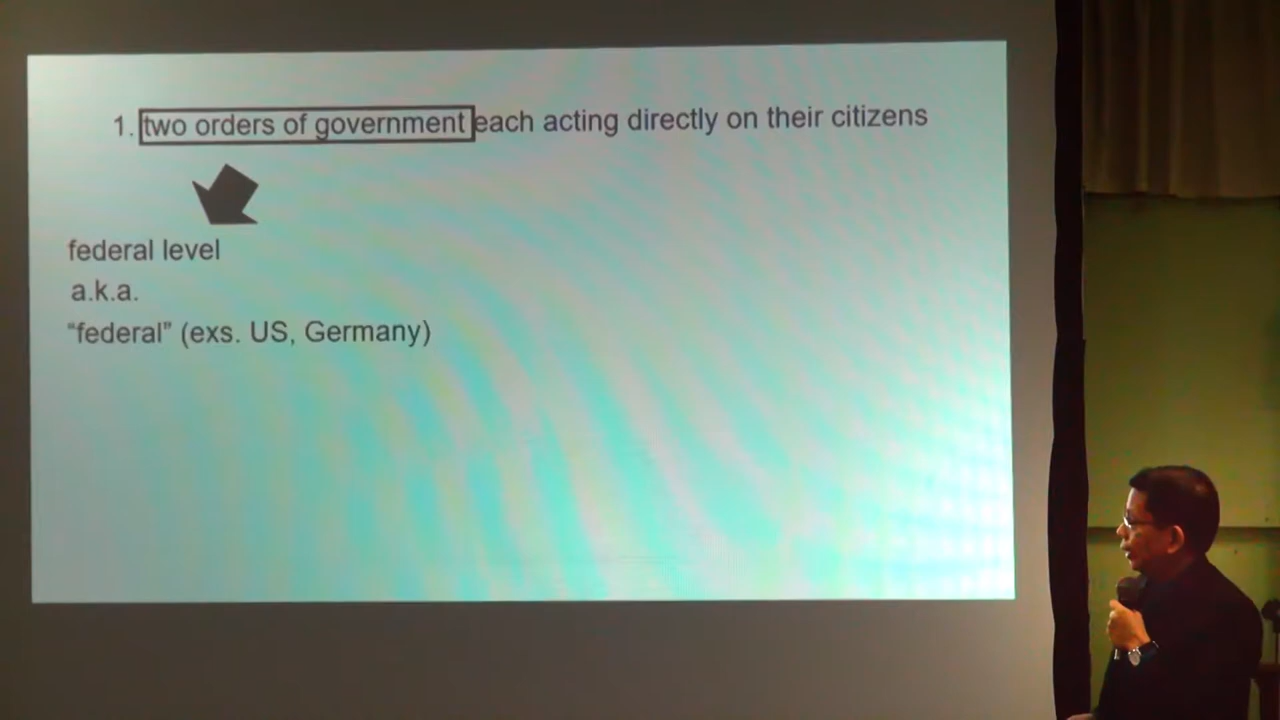 1. two orders of government each acting directly on their citizens
federal level
a.k.a.
“federal” (exs. US, Germany)